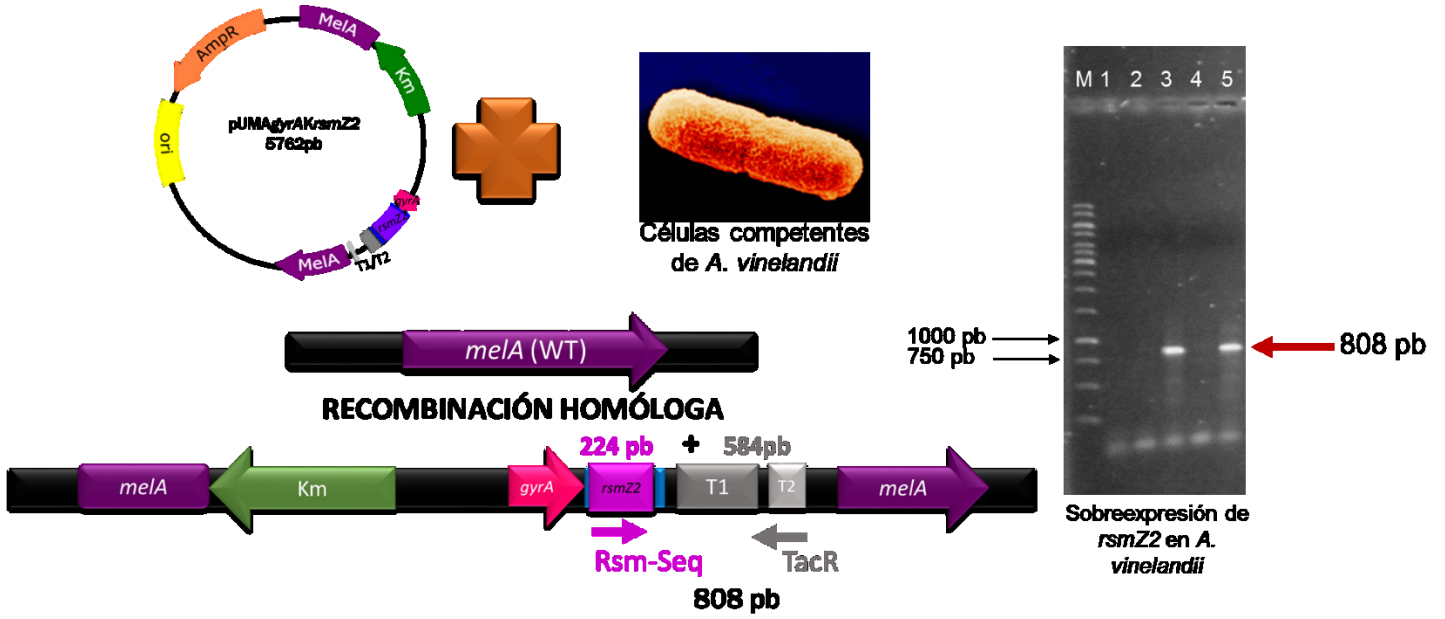 MelA
AmpR
Km
pUMAgyrAKrsmZ2
5762pb
ori
gyrA
rsmZ2
T1/T2
MelA
Células competentes
de A. vinelandii
M 1 2 3 4 5
1000 pb
750 pb
808 pb
Sobreexpresión de
rsmZ2 en A.
vinelandii
melA (WT)
RECOMBINACIÓN HOMÓLOGA
224 pb + 584pb
melA Km gyrA rsmZ2 T1 T2 melA
Rsm-Seq TacR
808 pb